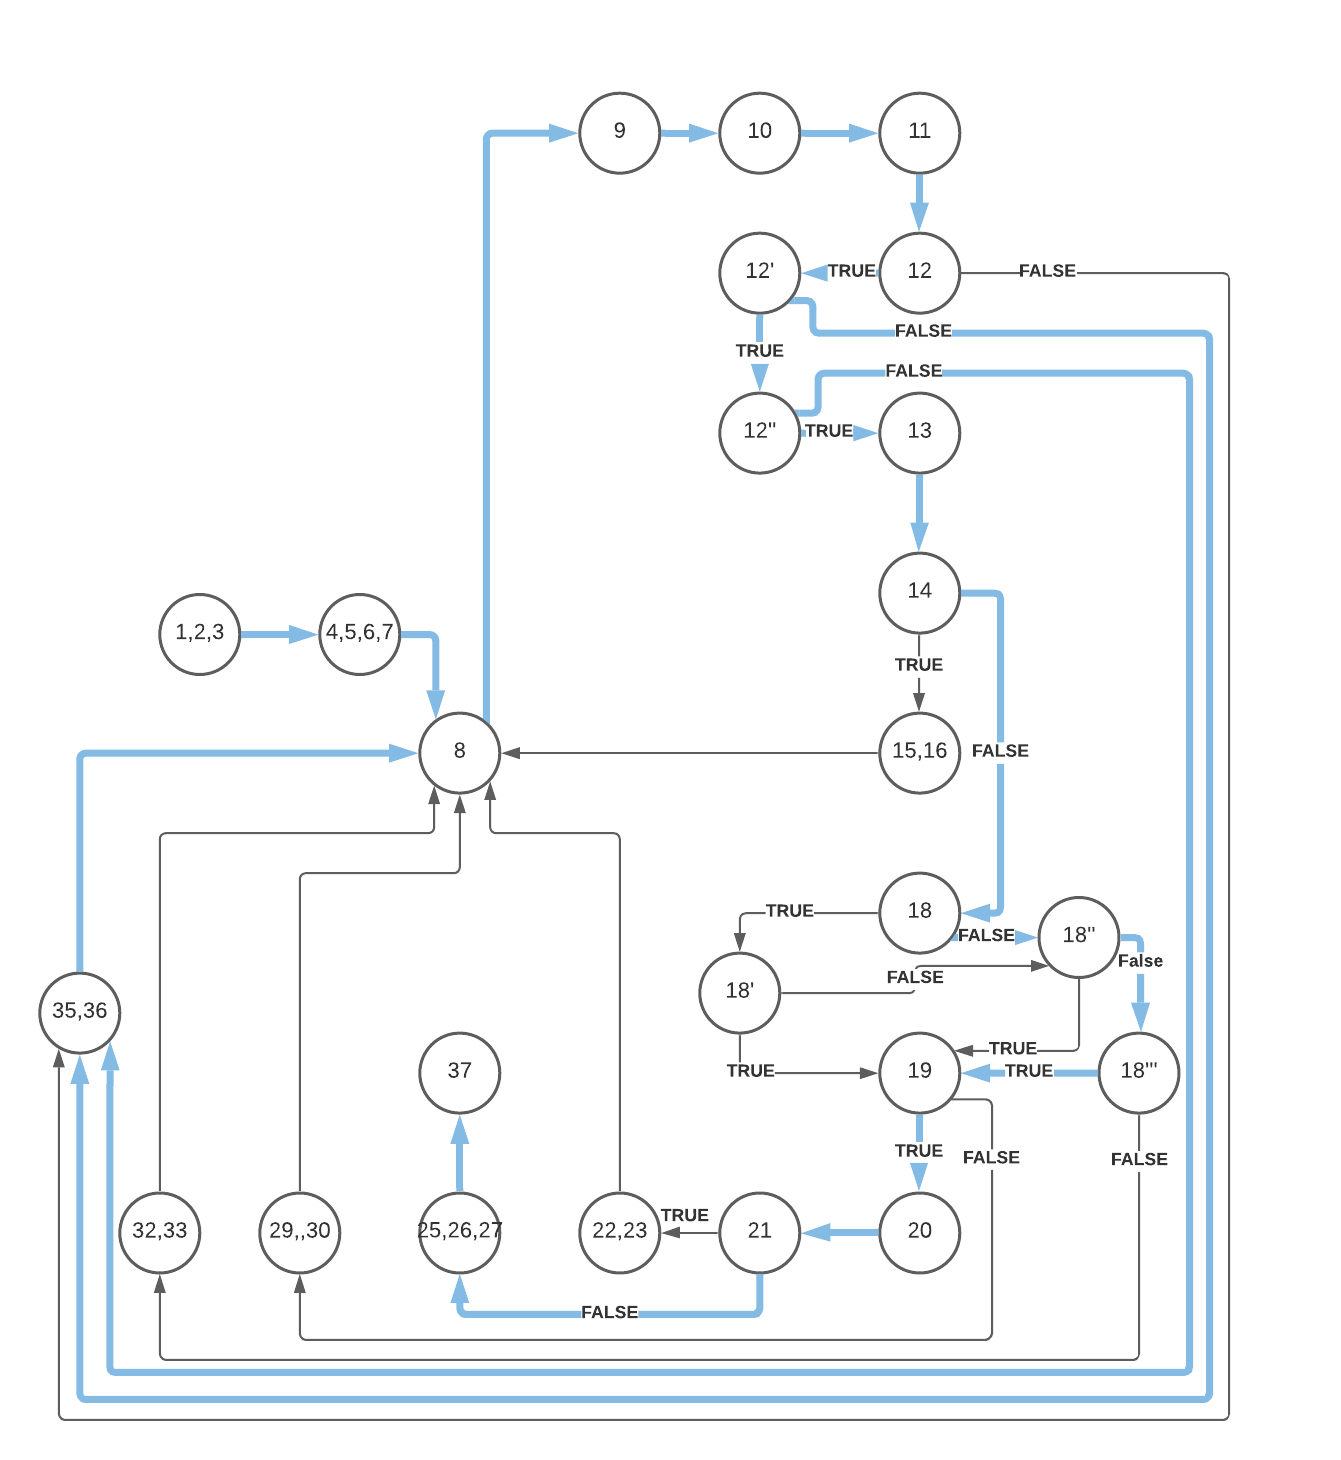 9
10
11
12'
TRUE
12
FALSE
FALSE
TRUE
FALSE
12"
TRUE
13
14
1,2,3
4,5,6,7
TRUE
8
15,16
FALSE
TRUE
18
FALSE
18"
False
FALSE
18'
35,36
TRUE
37
TRUE
19
TRUE
18'"
TRUE
FALSE
FALSE
TRUE
32,33
29,,30
25,26,27
22,23
21
20
FALSE